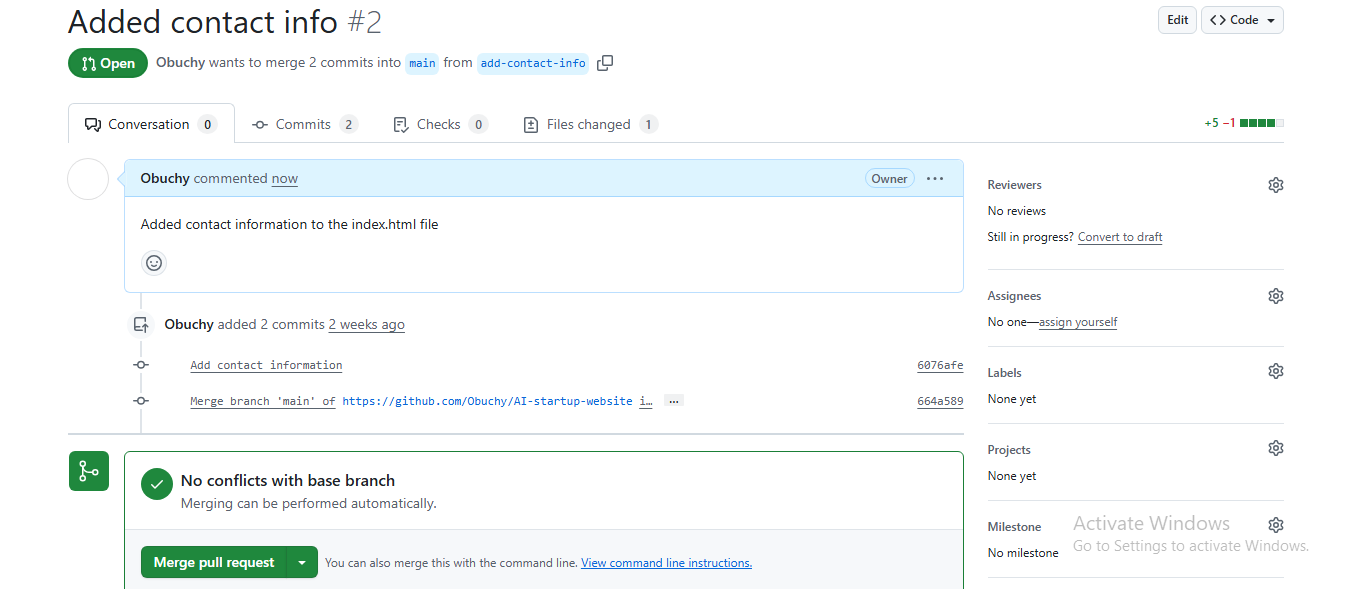 Added contact info #2
Edit
<> Code
Open
Obuchy wants to merge 2 commits into main from add-contact-info
Conversation 0
Commits 2
Checks 0
Files changed 1
+5 −1
Obuchy commented now
Owner
...
Added contact information to the index.html file
Obuchy added 2 commits 2 weeks ago
Add contact information
6076afe
Merge branch 'main' of https://github.com/Obuchy/AI-startup-website i…
...
664a589
No conflicts with base branch
Merging can be performed automatically.
Merge pull request
You can also merge this with the command line. View command line instructions.
Reviewers
No reviews
Still in progress? Convert to draft
Assignees
No one—assign yourself
Labels
None yet
Projects
None yet
Milestone
No milestone
Activate Windows
Go to Settings to activate Windows.